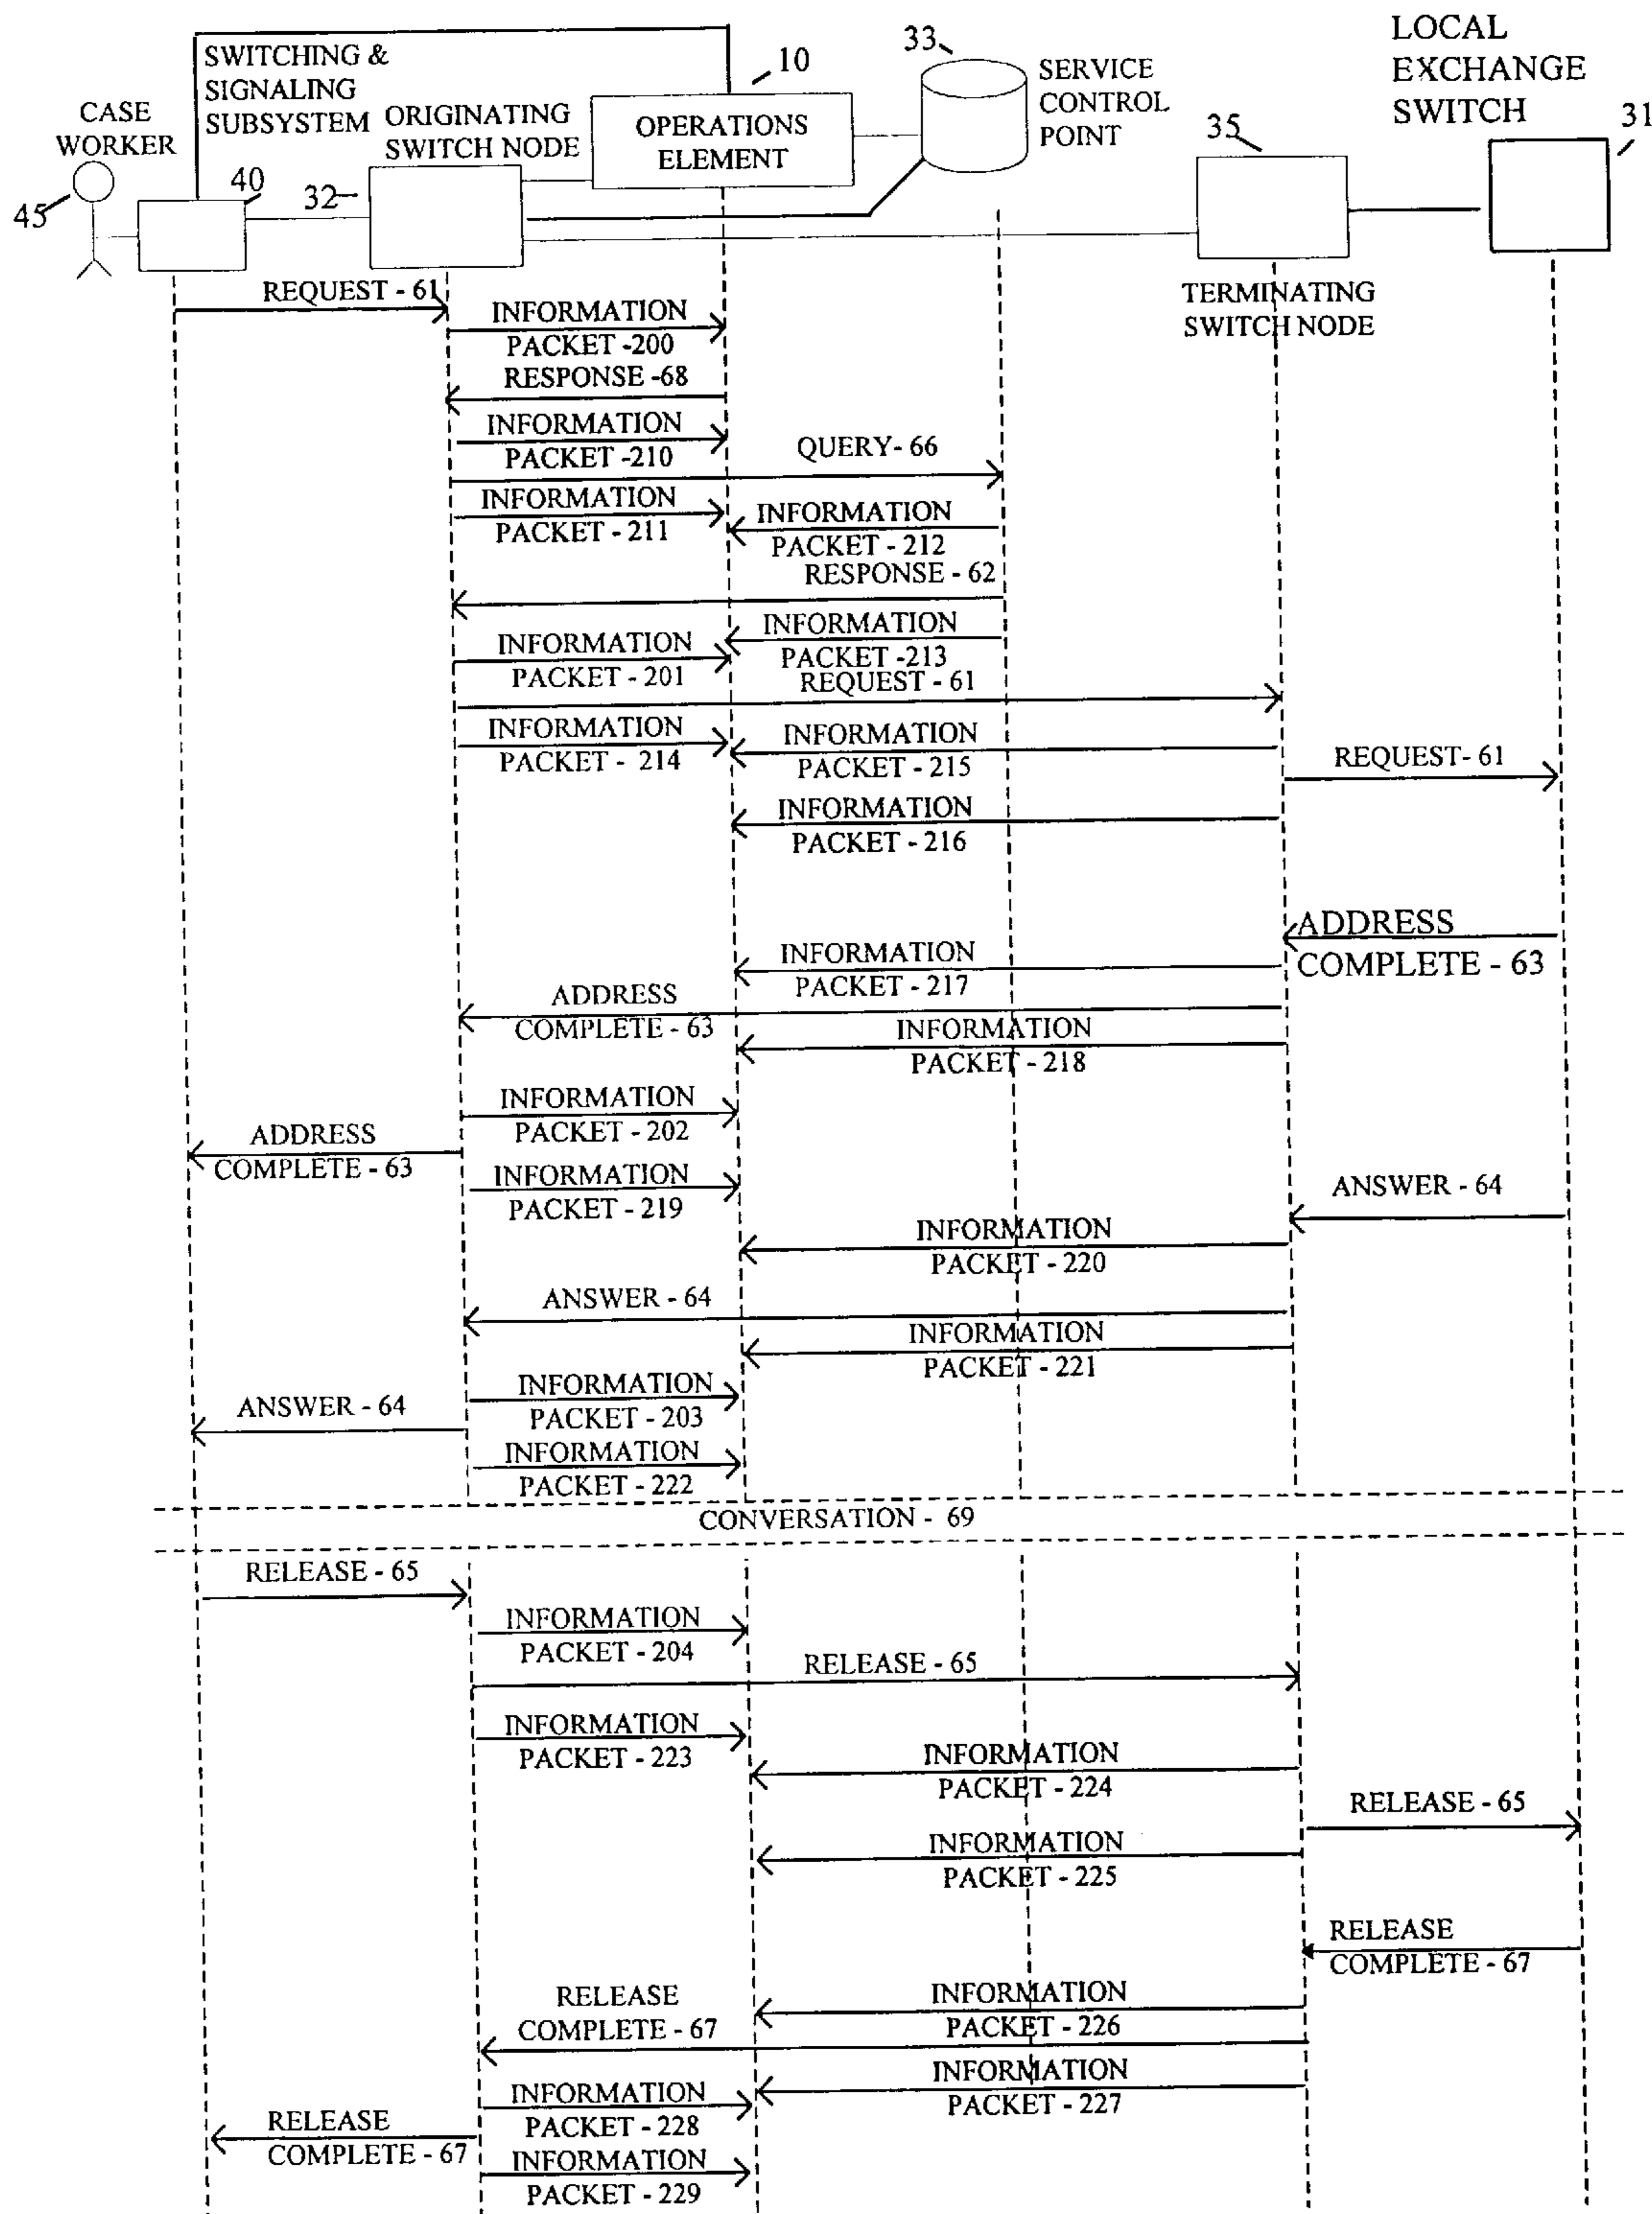 LOCAL
EXCHANGE
SWITCH
31
33
SERVICE
CONTROL
POINT
10
SWITCHING &
SIGNALING
SUBSYSTEM
CASE
WORKER
ORIGINATING
SWITCH NODE
OPERATIONS
ELEMENT
35
45
40
32
TERMINATING
SWITCH NODE
REQUEST - 61
INFORMATION
PACKET -200
RESPONSE -68
INFORMATION
PACKET -210
QUERY- 66
INFORMATION
PACKET - 211
INFORMATION
PACKET - 212
RESPONSE - 62
INFORMATION
PACKET -213
INFORMATION
PACKET - 201
REQUEST - 61
INFORMATION
PACKET - 214
INFORMATION
PACKET - 215
REQUEST- 61
INFORMATION
PACKET - 216
ADDRESS
COMPLETE - 63
INFORMATION
PACKET - 217
ADDRESS
COMPLETE - 63
INFORMATION
PACKET - 218
INFORMATION
PACKET - 202
ADDRESS
COMPLETE - 63
INFORMATION
PACKET - 219
ANSWER - 64
INFORMATION
PACKET - 220
ANSWER - 64
INFORMATION
PACKET - 221
INFORMATION
PACKET - 203
ANSWER - 64
INFORMATION
PACKET - 222
CONVERSATION - 69
RELEASE - 65
INFORMATION
PACKET - 204
RELEASE - 65
INFORMATION
PACKET - 223
INFORMATION
PACKET - 224
RELEASE - 65
INFORMATION
PACKET - 225
RELEASE
COMPLETE - 67
INFORMATION
PACKET - 226
RELEASE
COMPLETE - 67
INFORMATION
PACKET - 227
INFORMATION
PACKET - 228
RELEASE
COMPLETE - 67
INFORMATION
PACKET - 229